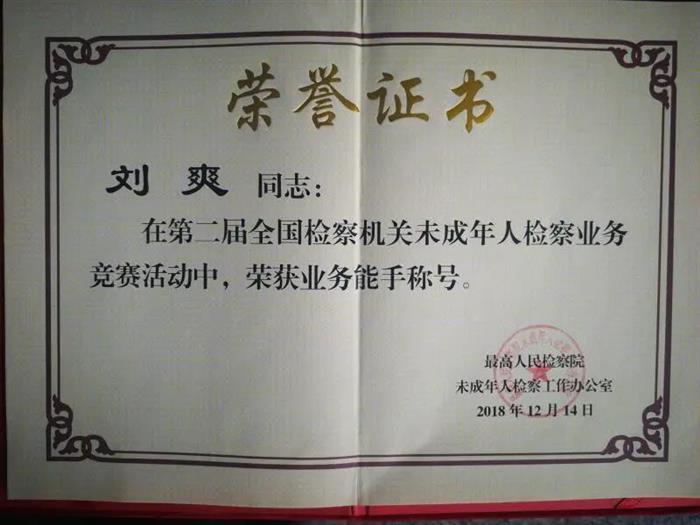 荣誉证书
刘爽 同志：
在第二届全国检察机关未成年人检察业务
竞赛活动中，荣获业务能手称号。
最高人民检察院
未成年人检察工作办公室
2018年12月14日